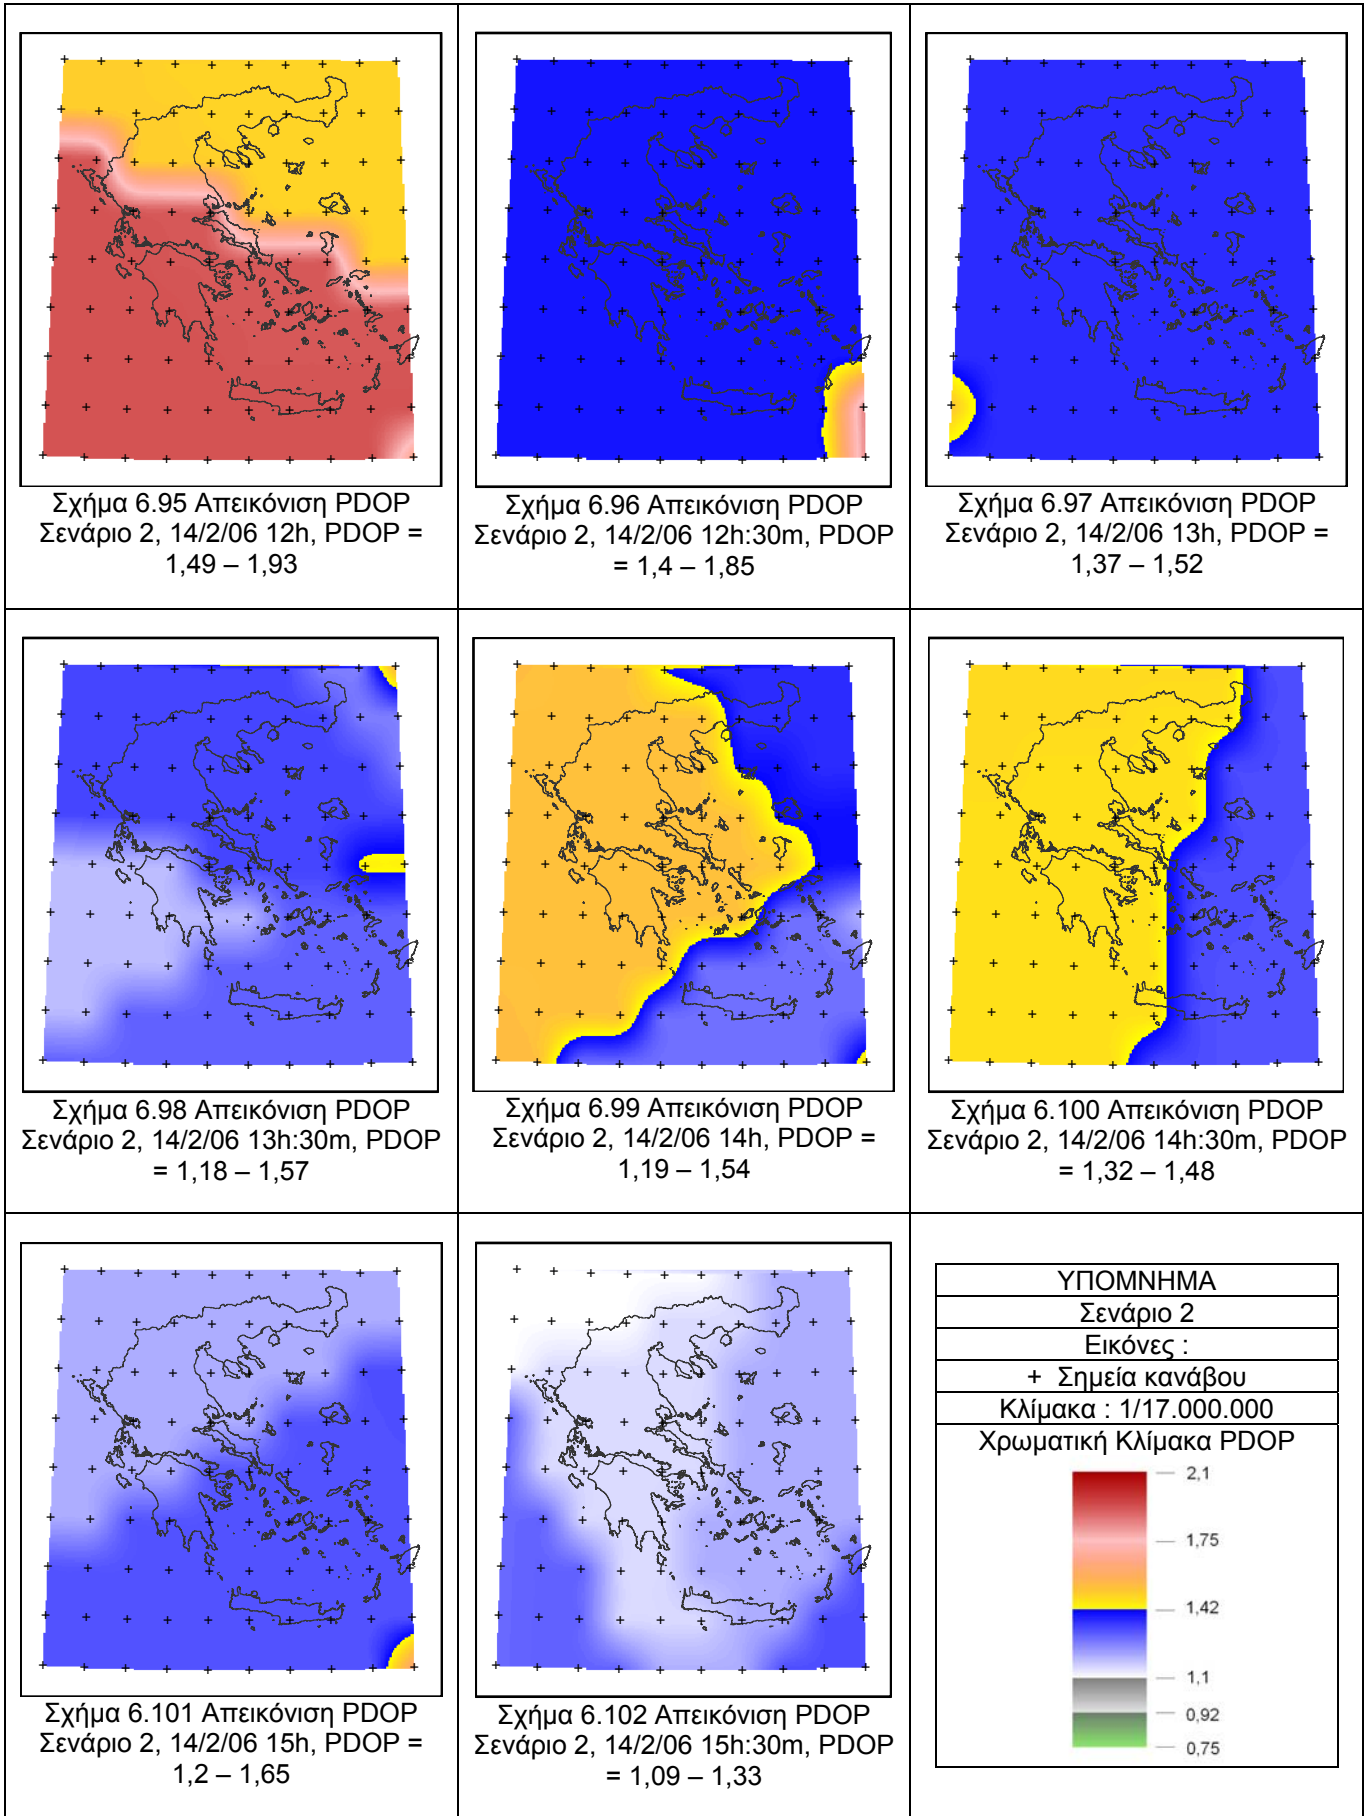 Σχήμα 6.95 Απεικόνιση PDOP
Σενάριο 2, 14/2/06 12h, PDOP =
1,49 – 1,93
Σχήμα 6.96 Απεικόνιση PDOP
Σενάριο 2, 14/2/06 12h:30m, PDOP
= 1,4 – 1,85
Σχήμα 6.97 Απεικόνιση PDOP
Σενάριο 2, 14/2/06 13h, PDOP =
1,37 – 1,52
Σχήμα 6.98 Απεικόνιση PDOP
Σενάριο 2, 14/2/06 13h:30m, PDOP
= 1,18 – 1,57
Σχήμα 6.99 Απεικόνιση PDOP
Σενάριο 2, 14/2/06 14h, PDOP =
1,19 – 1,54
Σχήμα 6.100 Απεικόνιση PDOP
Σενάριο 2, 14/2/06 14h:30m, PDOP
= 1,32 – 1,48
Σχήμα 6.101 Απεικόνιση PDOP
Σενάριο 2, 14/2/06 15h, PDOP =
1,2 – 1,65
Σχήμα 6.102 Απεικόνιση PDOP
Σενάριο 2, 14/2/06 15h:30m, PDOP
= 1,09 – 1,33
ΥΠΟΜΝΗΜΑ
Σενάριο 2
Εικόνες :
+ Σημεία κανάβου
Κλίμακα : 1/17.000.000
Χρωματική Κλίμακα PDOP
2,1
1,75
1,42
1,1
0,92
0,75